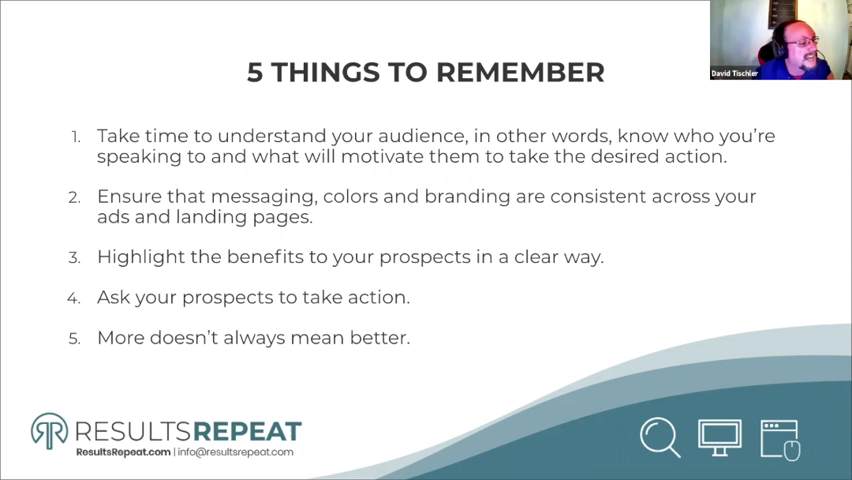 David Tischler
5 THINGS TO REMEMBER
1. Take time to understand your audience, in other words, know who you're
speaking to and what will motivate them to take the desired action.
2. Ensure that messaging, colors and branding are consistent across your
ads and landing pages.
3. Highlight the benefits to your prospects in a clear way.
4. Ask your prospects to take action.
5. More doesn't always mean better.
RESULTSREPEAT
ResultsRepeat.com | info@resultsrepeat.com